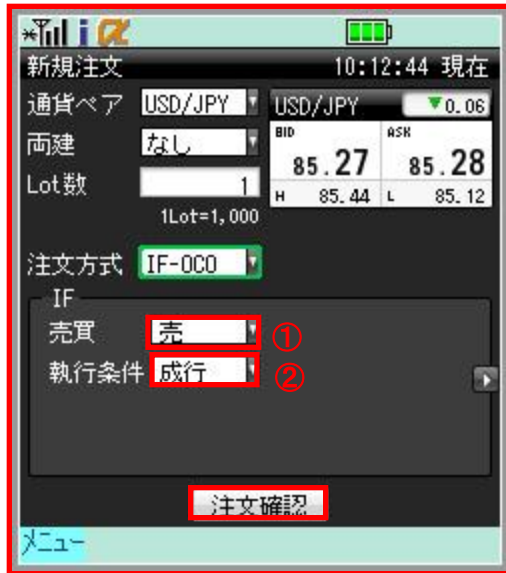 i α
新規注文 10:12:44 現在
通貨ペア USD/JPY
両建 なし
Lot数 1
1Lot=1,000
USD/JPY ▼0.06
BID ASK
85.27 85.28
H 85.44 L 85.12
注文方式 IF-OCO
IF
売買 売 ①
執行条件 成行 ②
注文確認
メニュー